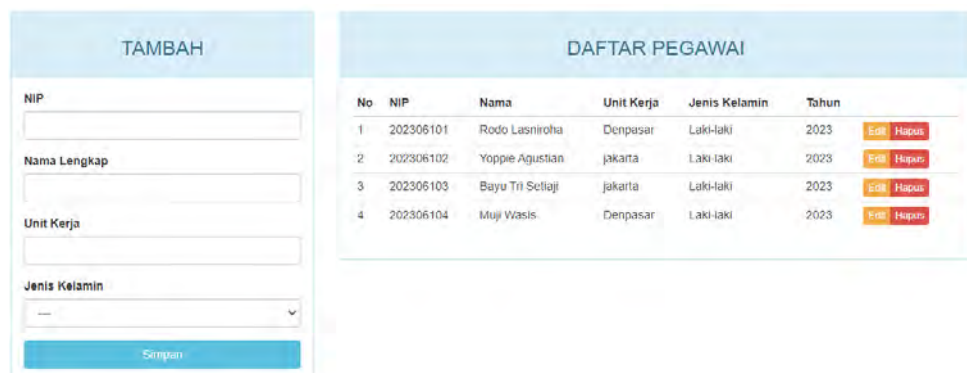 TAMBAH
NIP
Nama Lengkap
Unit Kerja
Jenis Kelamin
---
Simpan
DAFTAR PEGAWAI
No NIP Nama Unit Kerja Jenis Kelamin Tahun
1 202306101 Rodo Lasniroha Denpasar Laki-laki 2023 Edit Hapus
2 202306102 Yoppie Agustian jakarta Laki-laki 2023 Edit Hapus
3 202306103 Bayu Tri Setiaji jakarta Laki-laki 2023 Edit Hapus
4 202306104 Muji Wasis Denpasar Laki-laki 2023 Edit Hapus